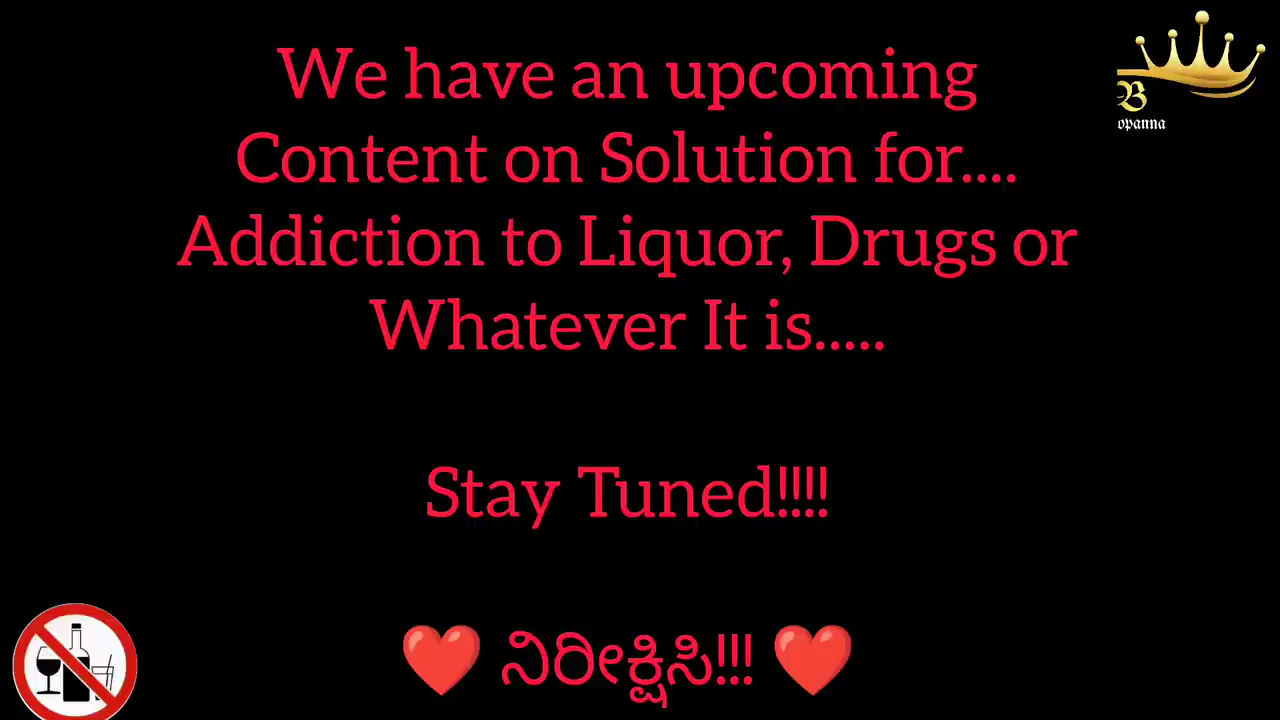 We have an upcoming
Content on Solution for....
Addiction to Liquor, Drugs or
Whatever It is.....
Stay Tuned!!!!
❤️ ನಿರೀಕ್ಷಿಸಿ!!! ❤️
B
opanna